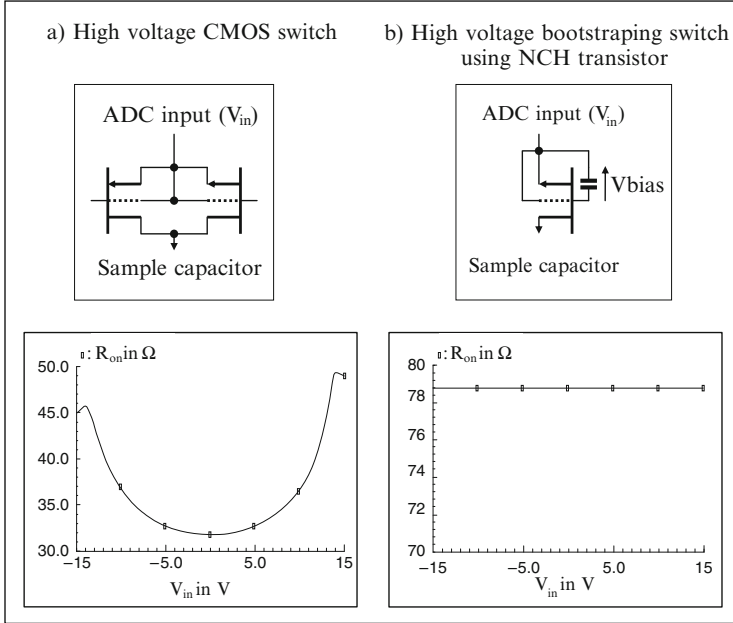 a) High voltage CMOS switch
ADC input (Vin)
Sample capacitor
b) High voltage bootstraping switch
using NCH transistor
ADC input (Vin)
Vbias
Sample capacitor
: Ron in Ω
50.0
45.0
40.0
35.0
30.0
−15
−5.0
5.0
15
Vin in V
: Ron in Ω
80
78
76
74
72
70
−15
−5.0
5.0
15
Vin in V